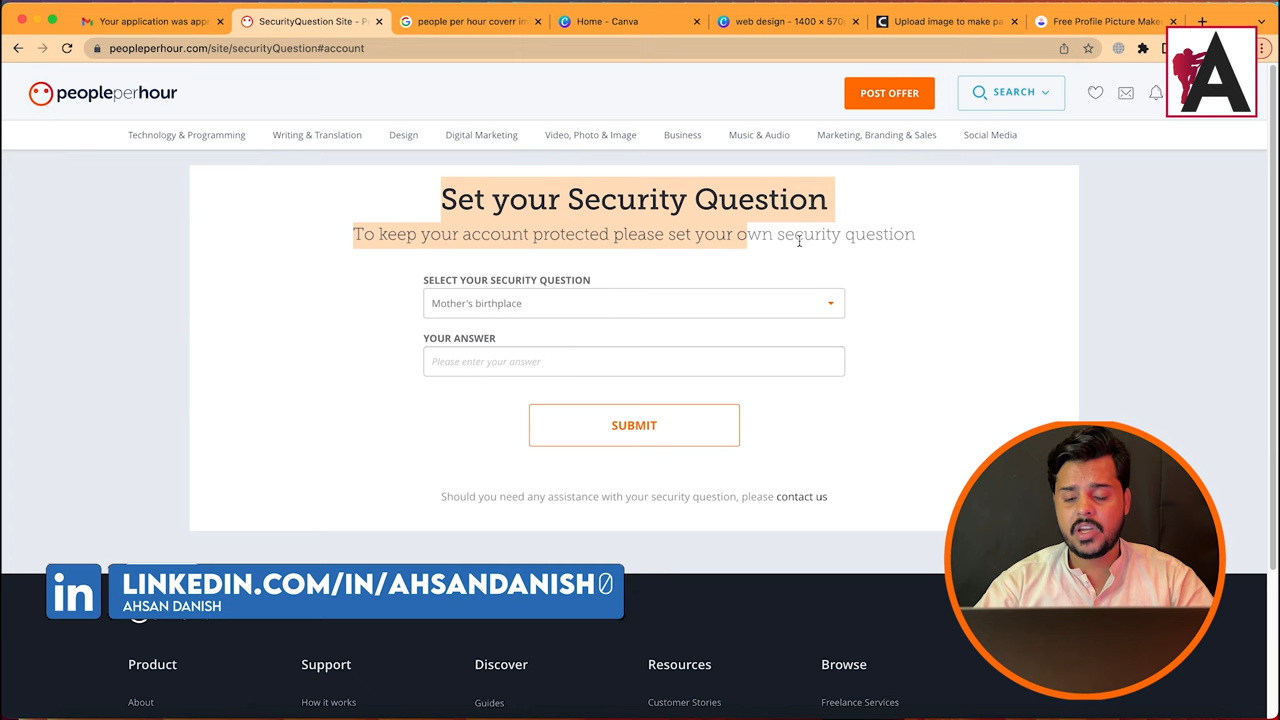 Your application was appr
SecurityQuestion Site - P
people per hour coverr im
Home - Canva
web design - 1400 × 570
Upload image to make pa
Free Profile Picture Maker
peopleperhour.com/site/securityQuestion#account
peopleperhour
POST OFFER
SEARCH
A
Technology & Programming
Writing & Translation
Design
Digital Marketing
Video, Photo & Image
Business
Music & Audio
Marketing, Branding & Sales
Social Media
Set your Security Question
To keep your account protected please set your own security question
SELECT YOUR SECURITY QUESTION
Mother's birthplace
YOUR ANSWER
Please enter your answer
SUBMIT
Should you need any assistance with your security question, please contact us
in
LINKEDIN.COM/IN/AHSANDANISH0
AHSAN DANISH
Product
Support
Discover
Resources
Browse
About
How it works
Guides
Customer Stories
Freelance Services